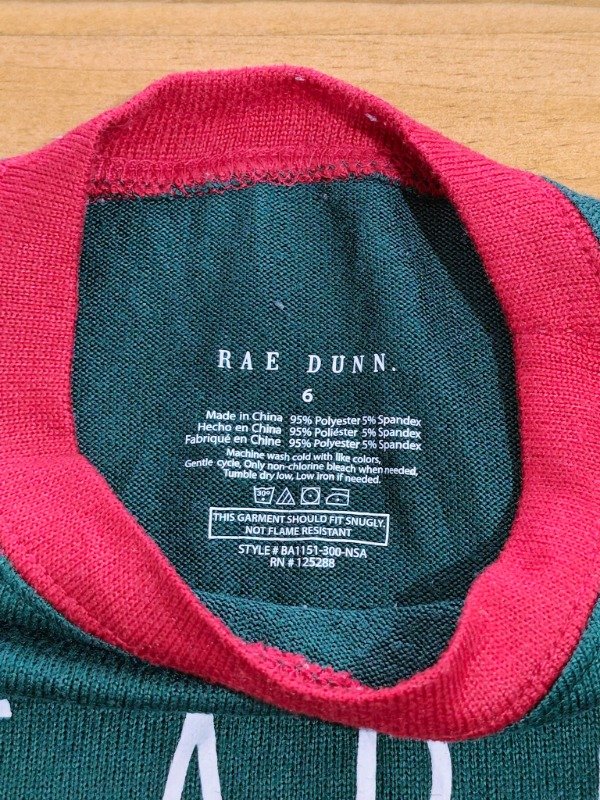 RAE DUNN.
6
Made in China 95% Polyester 5% Spandex
Hecho en China 95% Poliéster 5% Spandex
Fabriqué en Chine 95% Polyester 5% Spandex
Machine wash cold with like colors,
Gentle cycle, Only non-chlorine bleach when needed,
Tumble dry low, Low iron if needed.
30°
THIS GARMENT SHOULD FIT SNUGLY.
NOT FLAME RESISTANT
STYLE # BA1151-300-NSA
RN # 125288